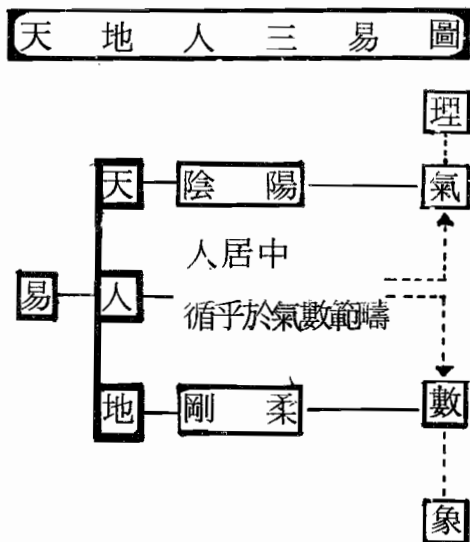 天地人三易圖
理
天 陰陽 氣
人居中
易 人
循乎於氣數範疇
地 剛柔 數
象